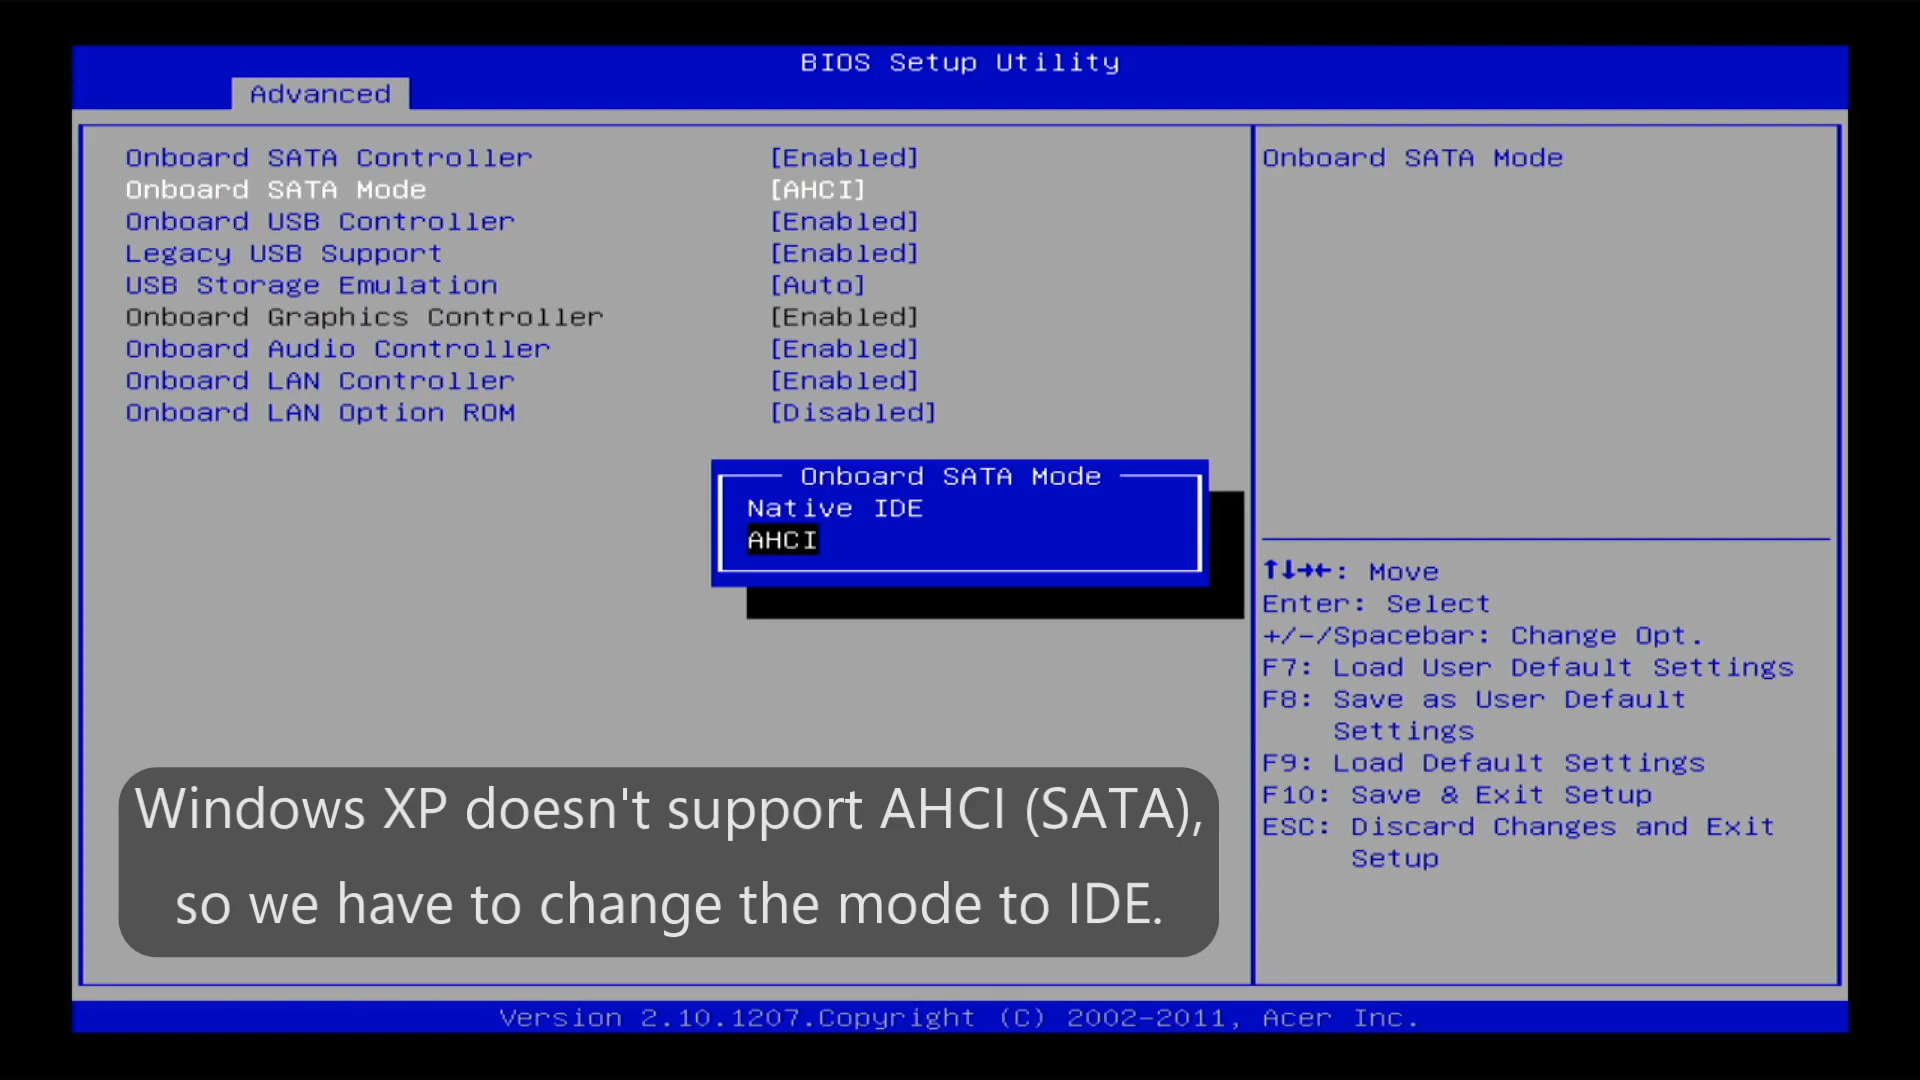 BIOS Setup Utility
Advanced
Onboard SATA Controller [Enabled]
Onboard SATA Mode [AHCI]
Onboard USB Controller [Enabled]
Legacy USB Support [Enabled]
USB Storage Emulation [Auto]
Onboard Graphics Controller [Enabled]
Onboard Audio Controller [Enabled]
Onboard LAN Controller [Enabled]
Onboard LAN Option ROM [Disabled]
Onboard SATA Mode
Native IDE
AHCI
Onboard SATA Mode
↑↓→←: Move
Enter: Select
+/-/Spacebar: Change Opt.
F7: Load User Default Settings
F8: Save as User Default
Settings
F9: Load Default Settings
F10: Save & Exit Setup
ESC: Discard Changes and Exit
Setup
Windows XP doesn't support AHCI (SATA),
so we have to change the mode to IDE.
Version 2.10.1207.Copyright (C) 2002-2011, Acer Inc.